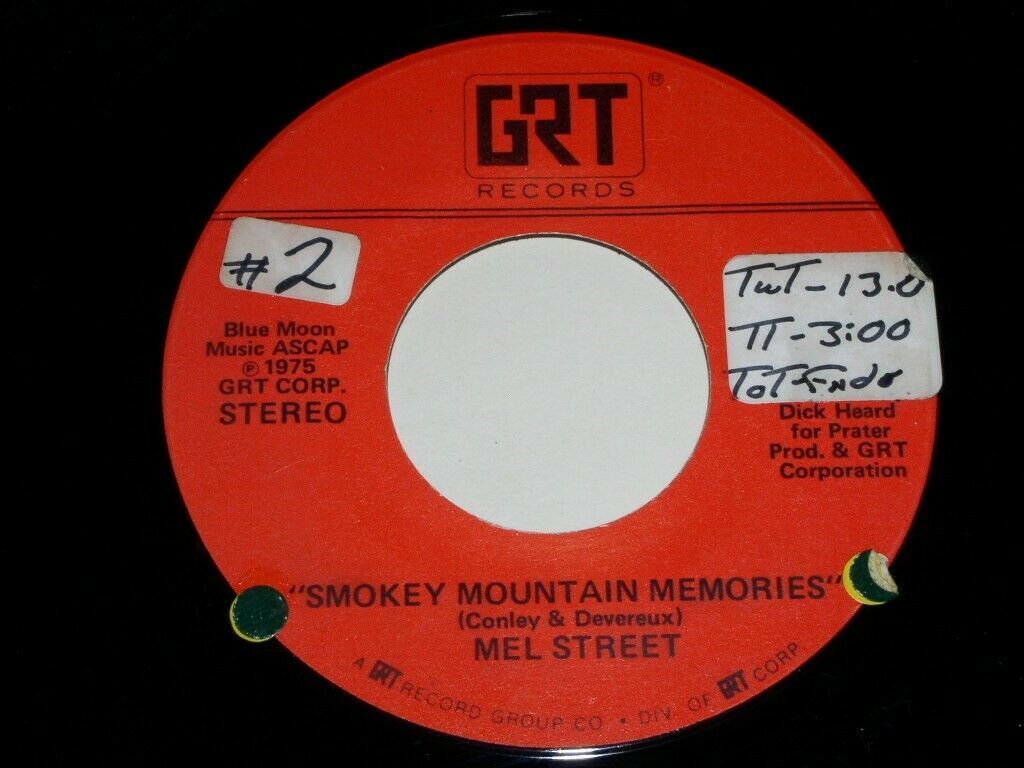 GRT ®
RECORDS
#2
Blue Moon
Music ASCAP
℗ 1975
GRT CORP.
STEREO
TwT-13.0
TT-3:00
Dick Heard
for Prater
Prod. & GRT
Corporation
"SMOKEY MOUNTAIN MEMORIES"
(Conley & Devereux)
MEL STREET
A GRT RECORD GROUP CO • DIV. OF GRT CORP